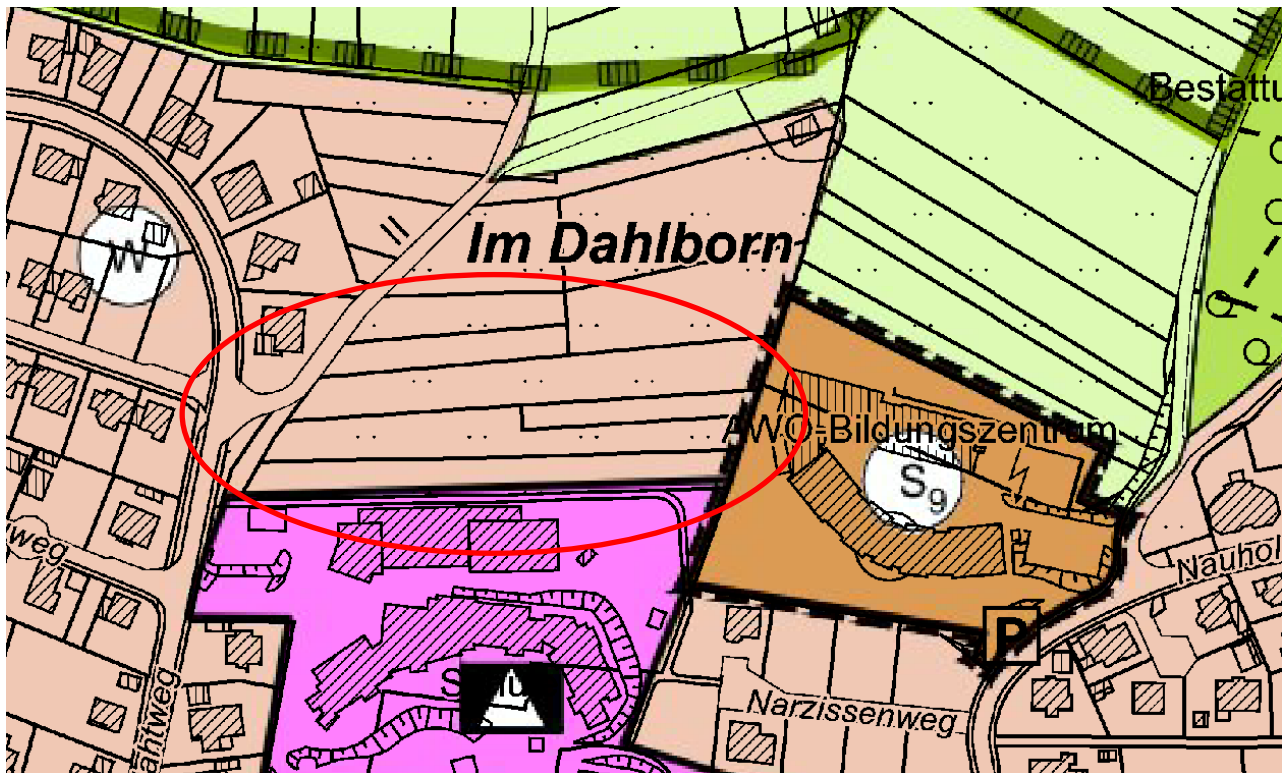 Bestattu
W
Im Dahlborn
AWO-Bildungszentrum
S9
weg
Nauhol
P
Narzissenweg
ahtweg